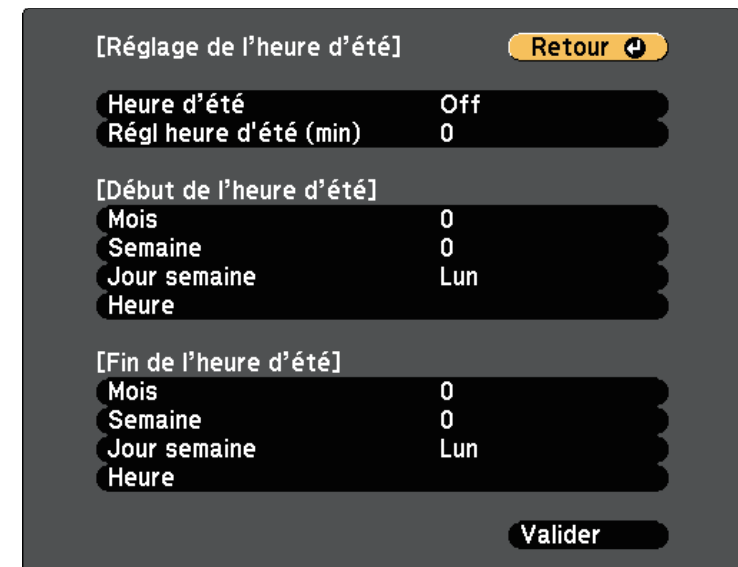 [Réglage de l’heure d’été] Retour
Heure d’été Off
Régl heure d'été (min) 0
[Début de l’heure d’été]
Mois 0
Semaine 0
Jour semaine Lun
Heure
[Fin de l’heure d’été]
Mois 0
Semaine 0
Jour semaine Lun
Heure
Valider